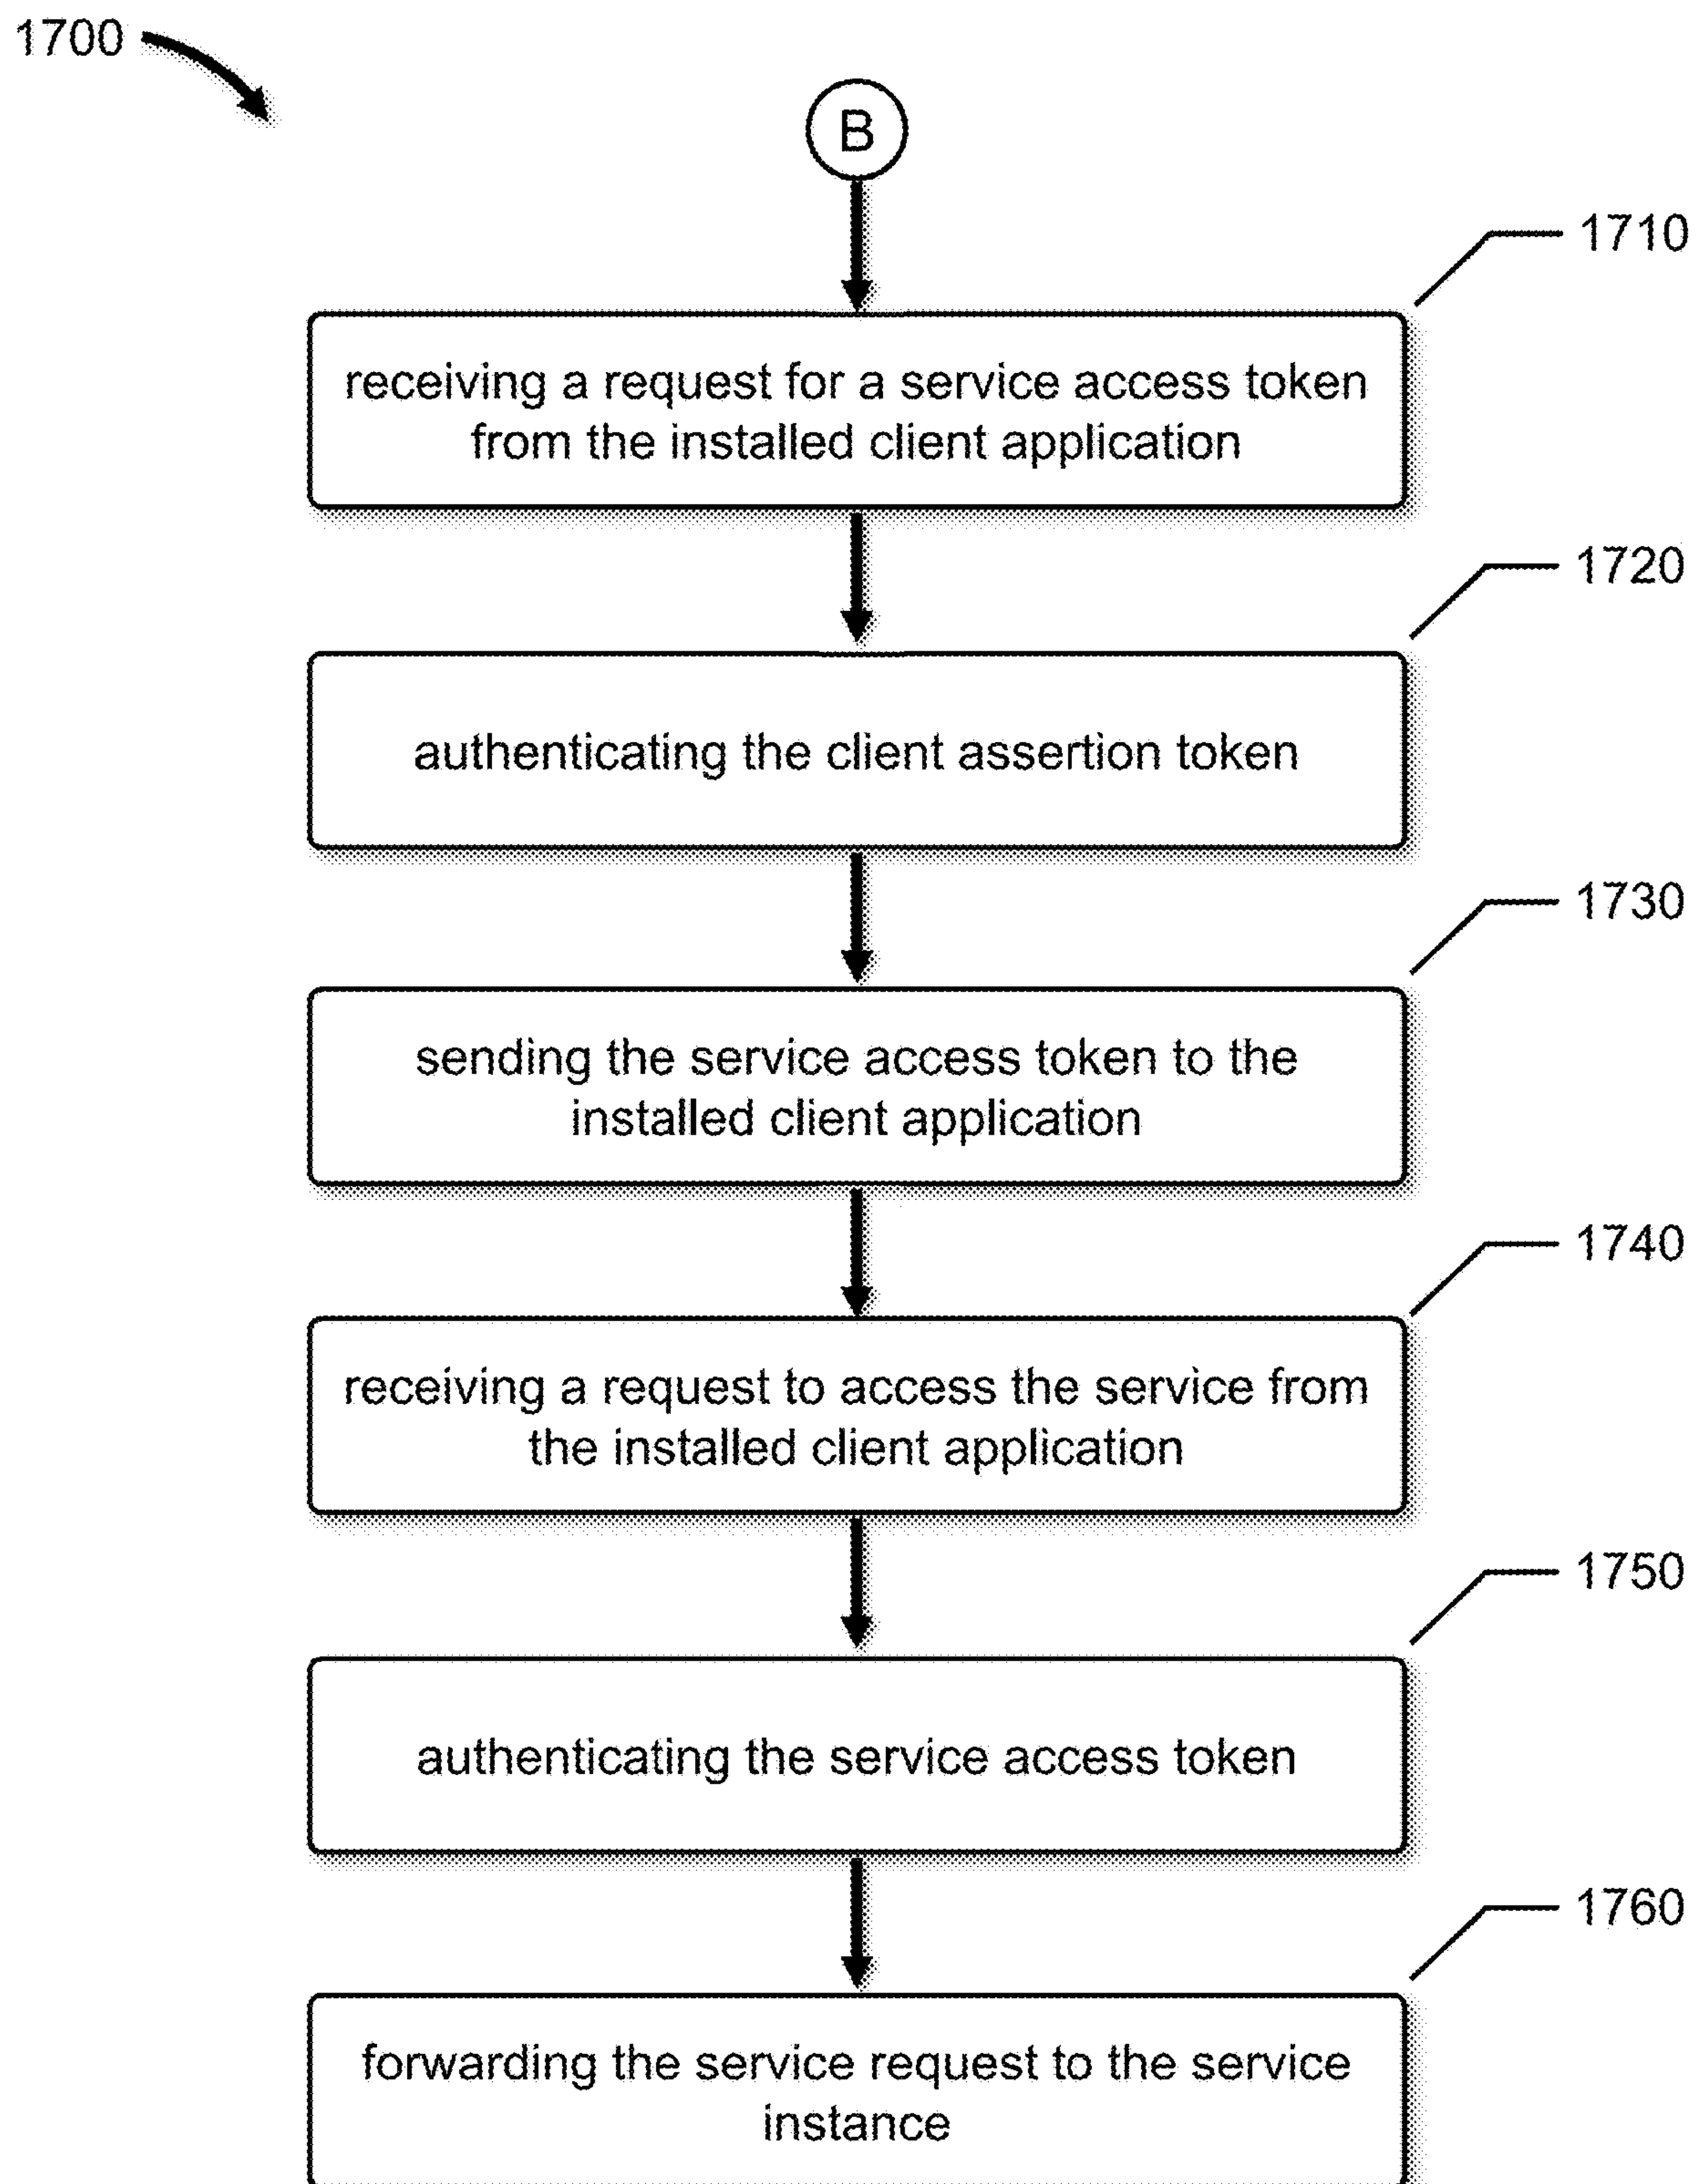 1700
B
1710
receiving a request for a service access token
from the installed client application
1720
authenticating the client assertion token
1730
sending the service access token to the
installed client application
1740
receiving a request to access the service from
the installed client application
1750
authenticating the service access token
1760
forwarding the service request to the service
instance